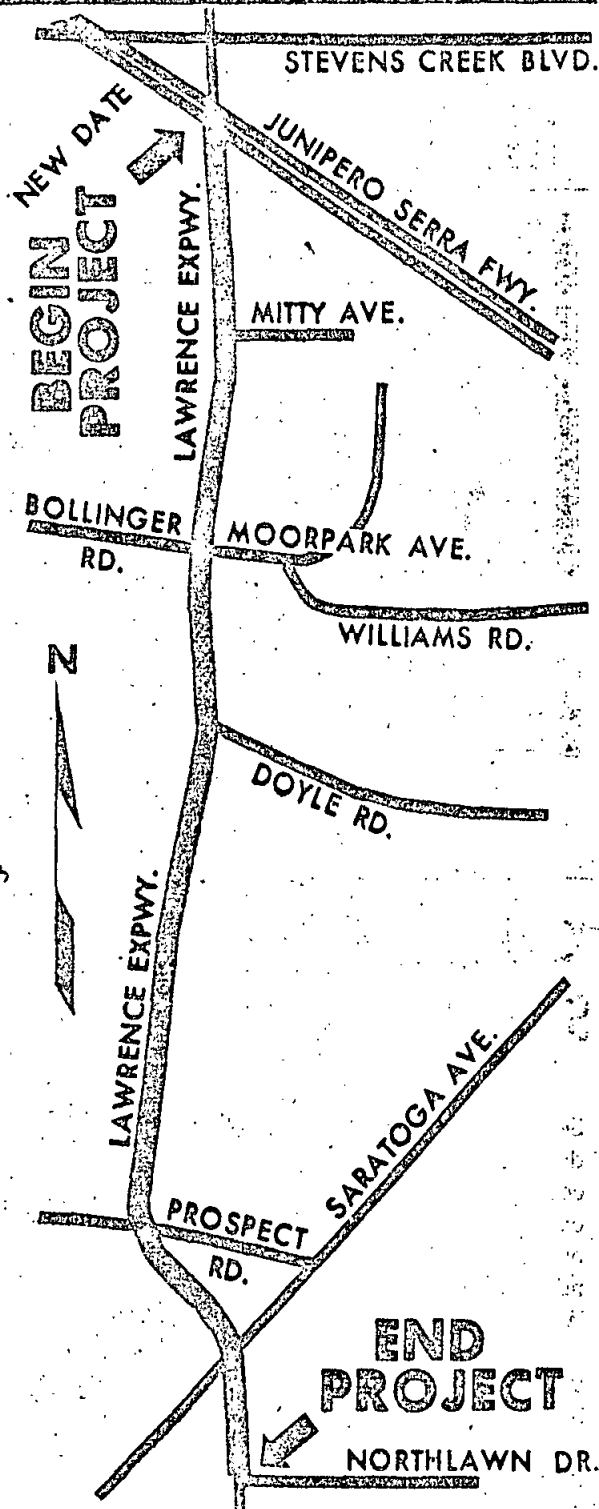 STEVENS CREEK BLVD.
NEW DATE
JUNIPERO SERRA FWY.
BEGIN
PROJECT
LAWRENCE EXPWY.
MITTY AVE.
BOLLINGER
RD.
MOORPARK AVE.
WILLIAMS RD.
N
DOYLE RD.
LAWRENCE EXPWY.
SARATOGA AVE.
PROSPECT
RD.
END
PROJECT
NORTHLAWN DR.